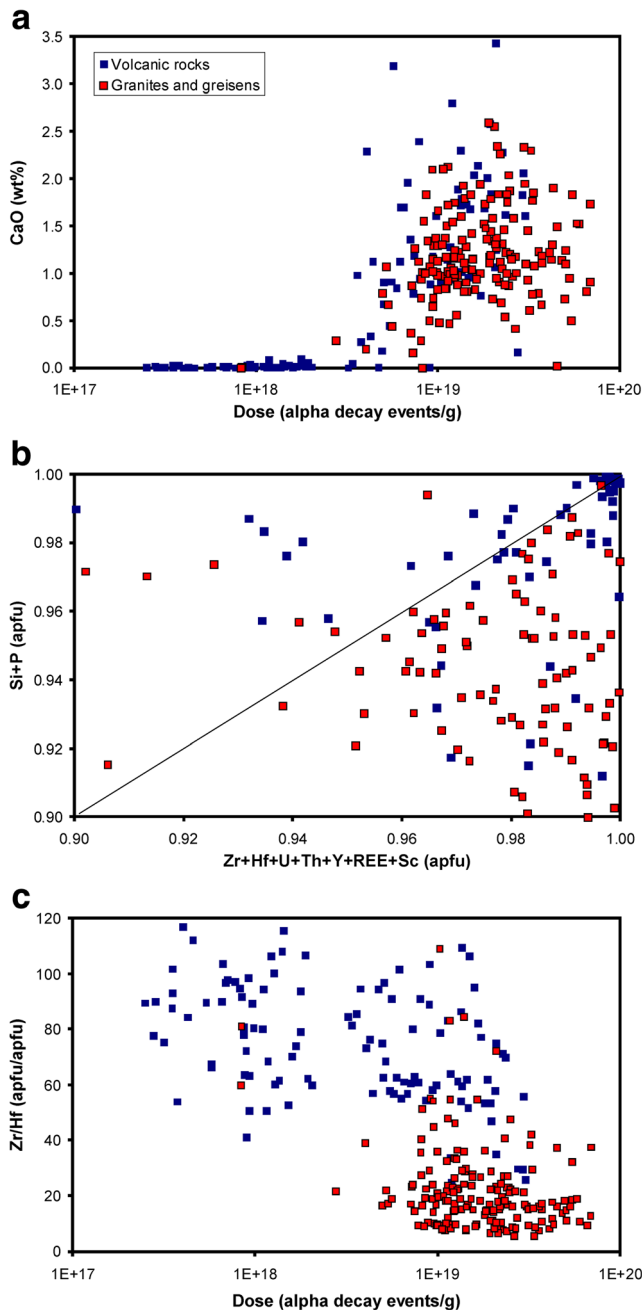 a
3.5
3.0
2.5
2.0
1.5
1.0
0.5
0.0
CaO (wt%)
Volcanic rocks
Granites and greisens
1E+17 1E+18 1E+19 1E+20
Dose (alpha decay events/g)
b
1.00
0.98
0.96
0.94
0.92
0.90
Si+P (apfu)
0.90 0.92 0.94 0.96 0.98 1.00
Zr+Hf+U+Th+Y+REE+Sc (apfu)
c
120
100
80
60
40
20
0
Zr/Hf (apfu/apfu)
1E+17 1E+18 1E+19 1E+20
Dose (alpha decay events/g)